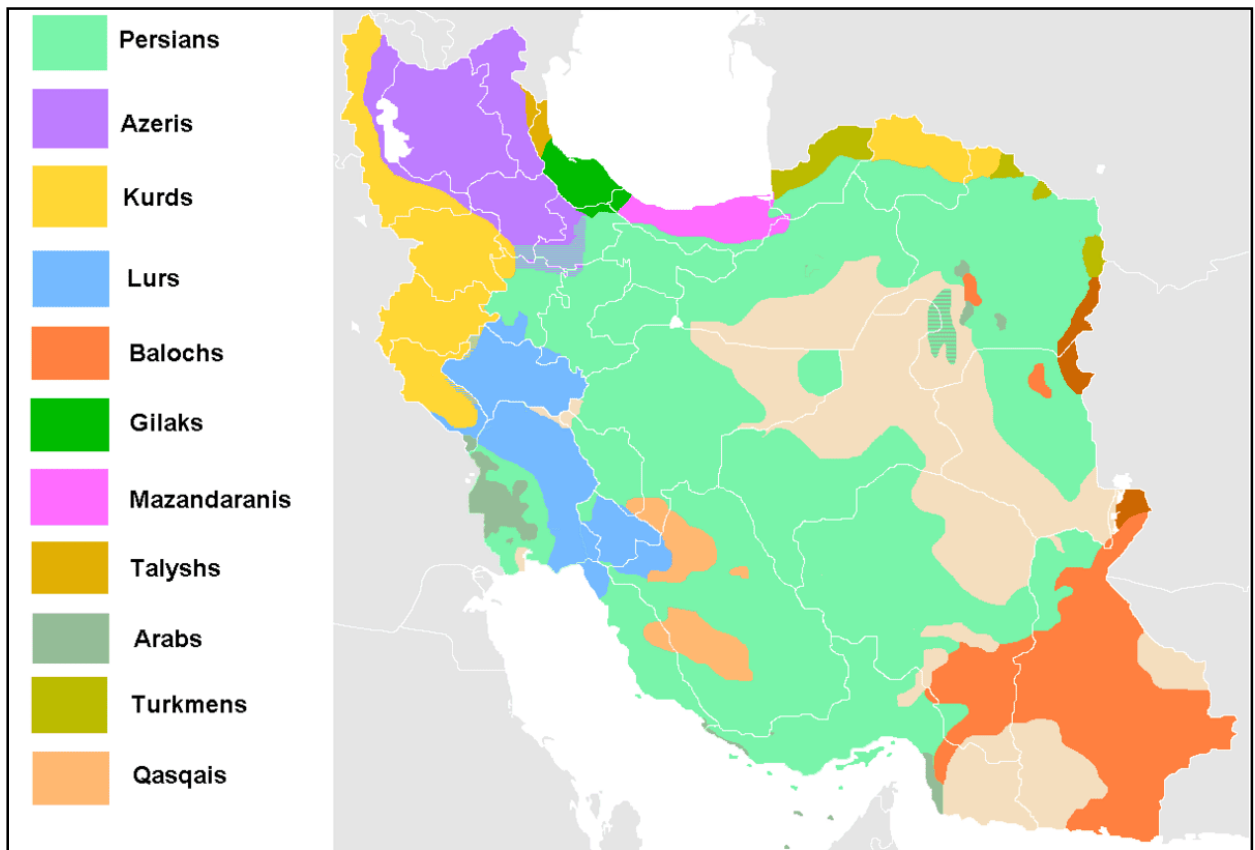 Persians
Azeris
Kurds
Lurs
Balochs
Gilaks
Mazandaranis
Talyshs
Arabs
Turkmens
Qasqais